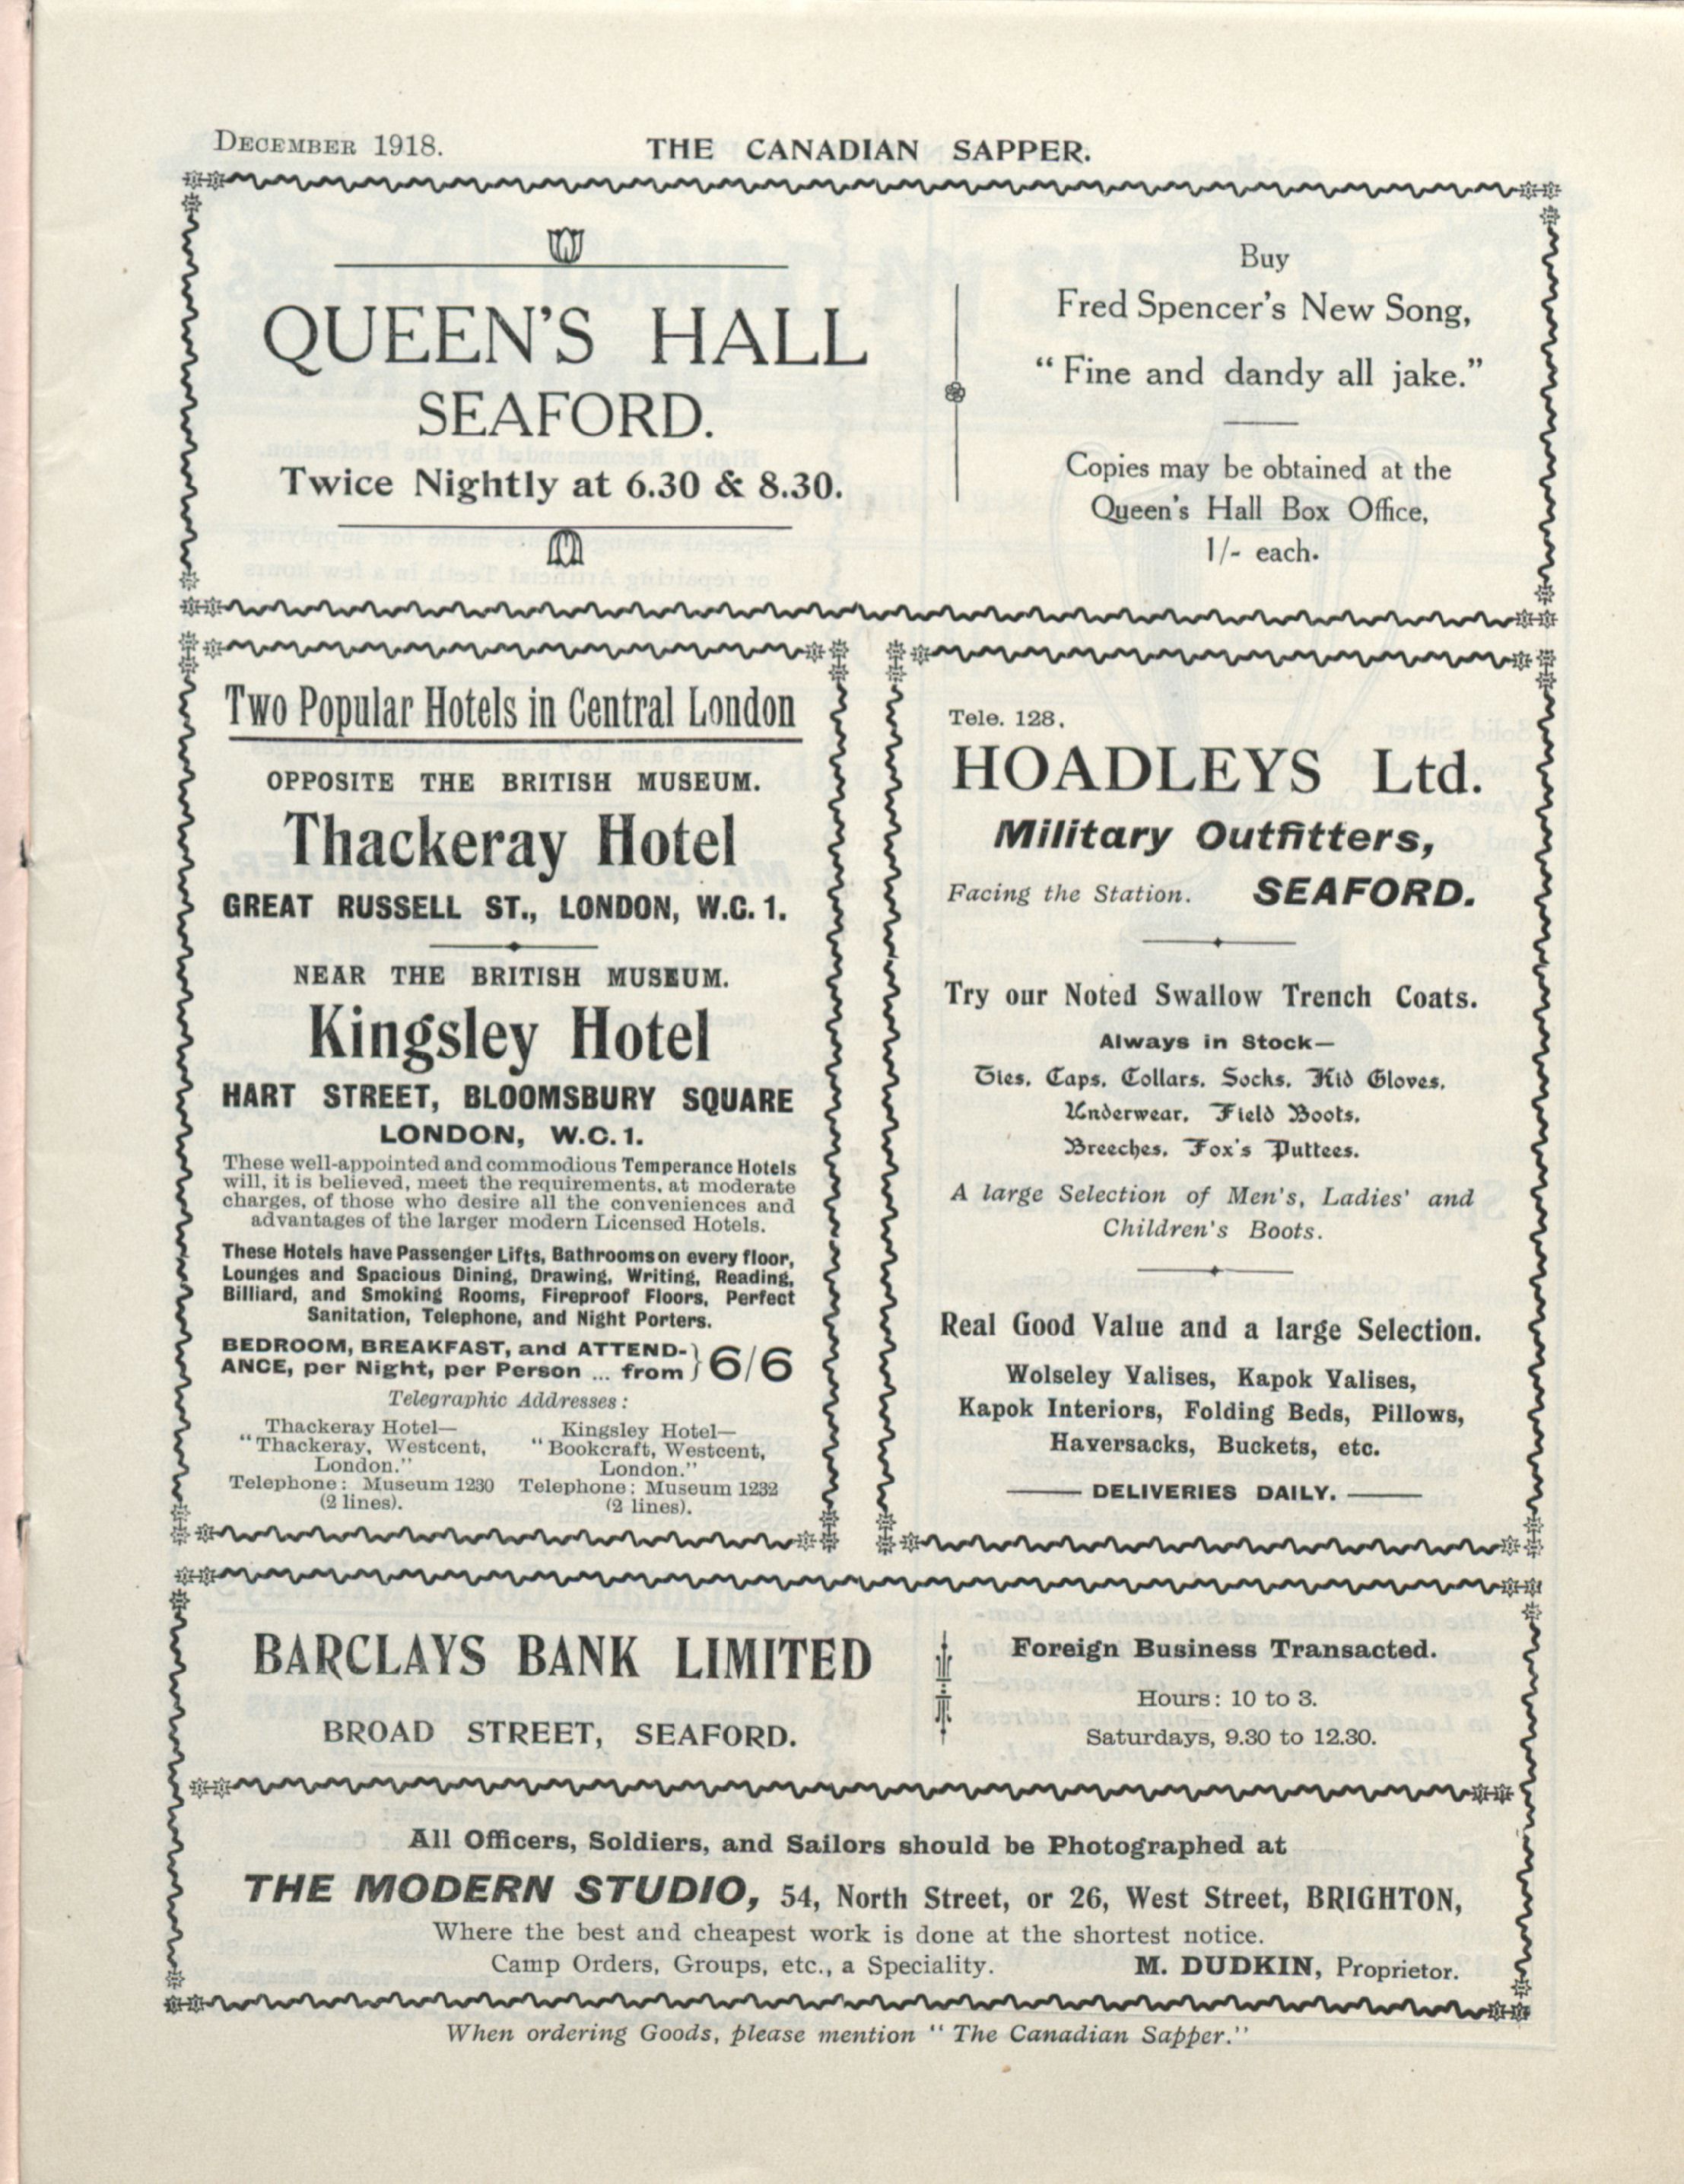 DECEMBER 1918.
THE CANADIAN SAPPER.
QUEEN'S HALL
SEAFORD.
Twice Nightly at 6.30 & 8.30.
Buy
Fred Spencer's New Song,
“Fine and dandy all jake.”
Copies may be obtained at the
Queen's Hall Box Office,
1/- each.
Two Popular Hotels in Central London
OPPOSITE THE BRITISH MUSEUM.
Thackeray Hotel
GREAT RUSSELL ST., LONDON, W.C. 1.
NEAR THE BRITISH MUSEUM.
Kingsley Hotel
HART STREET, BLOOMSBURY SQUARE
LONDON, W.C. 1.
These well-appointed and commodious Temperance Hotels
will, it is believed, meet the requirements, at moderate
charges, of those who desire all the conveniences and
advantages of the larger modern Licensed Hotels.
These Hotels have Passenger Lifts, Bathrooms on every floor,
Lounges and Spacious Dining, Drawing, Writing, Reading,
Billiard, and Smoking Rooms, Fireproof Floors, Perfect
Sanitation, Telephone, and Night Porters.
BEDROOM, BREAKFAST, and ATTEND-
ANCE, per Night, per Person ... from } 6/6
Telegraphic Addresses:
Thackeray Hotel—
“Thackeray, Westcent,
London.”
Telephone: Museum 1230
(2 lines).
Kingsley Hotel—
“Bookcraft, Westcent,
London.”
Telephone: Museum 1232
(2 lines).
Tele. 128.
HOADLEYS Ltd.
Military Outfitters,
Facing the Station. SEAFORD.
Try our Noted Swallow Trench Coats.
Always in Stock—
Ties, Caps, Collars, Socks, Kid Gloves,
Underwear, Field Boots,
Breeches, Fox's Puttees.
A large Selection of Men's, Ladies' and
Children's Boots.
Real Good Value and a large Selection.
Wolseley Valises, Kapok Valises,
Kapok Interiors, Folding Beds, Pillows,
Haversacks, Buckets, etc.
DELIVERIES DAILY.
BARCLAYS BANK LIMITED
BROAD STREET, SEAFORD.
Foreign Business Transacted.
Hours: 10 to 3.
Saturdays, 9.30 to 12.30.
All Officers, Soldiers, and Sailors should be Photographed at
THE MODERN STUDIO, 54, North Street, or 26, West Street, BRIGHTON,
Where the best and cheapest work is done at the shortest notice.
Camp Orders, Groups, etc., a Speciality. M. DUDKIN, Proprietor.
When ordering Goods, please mention “The Canadian Sapper.”